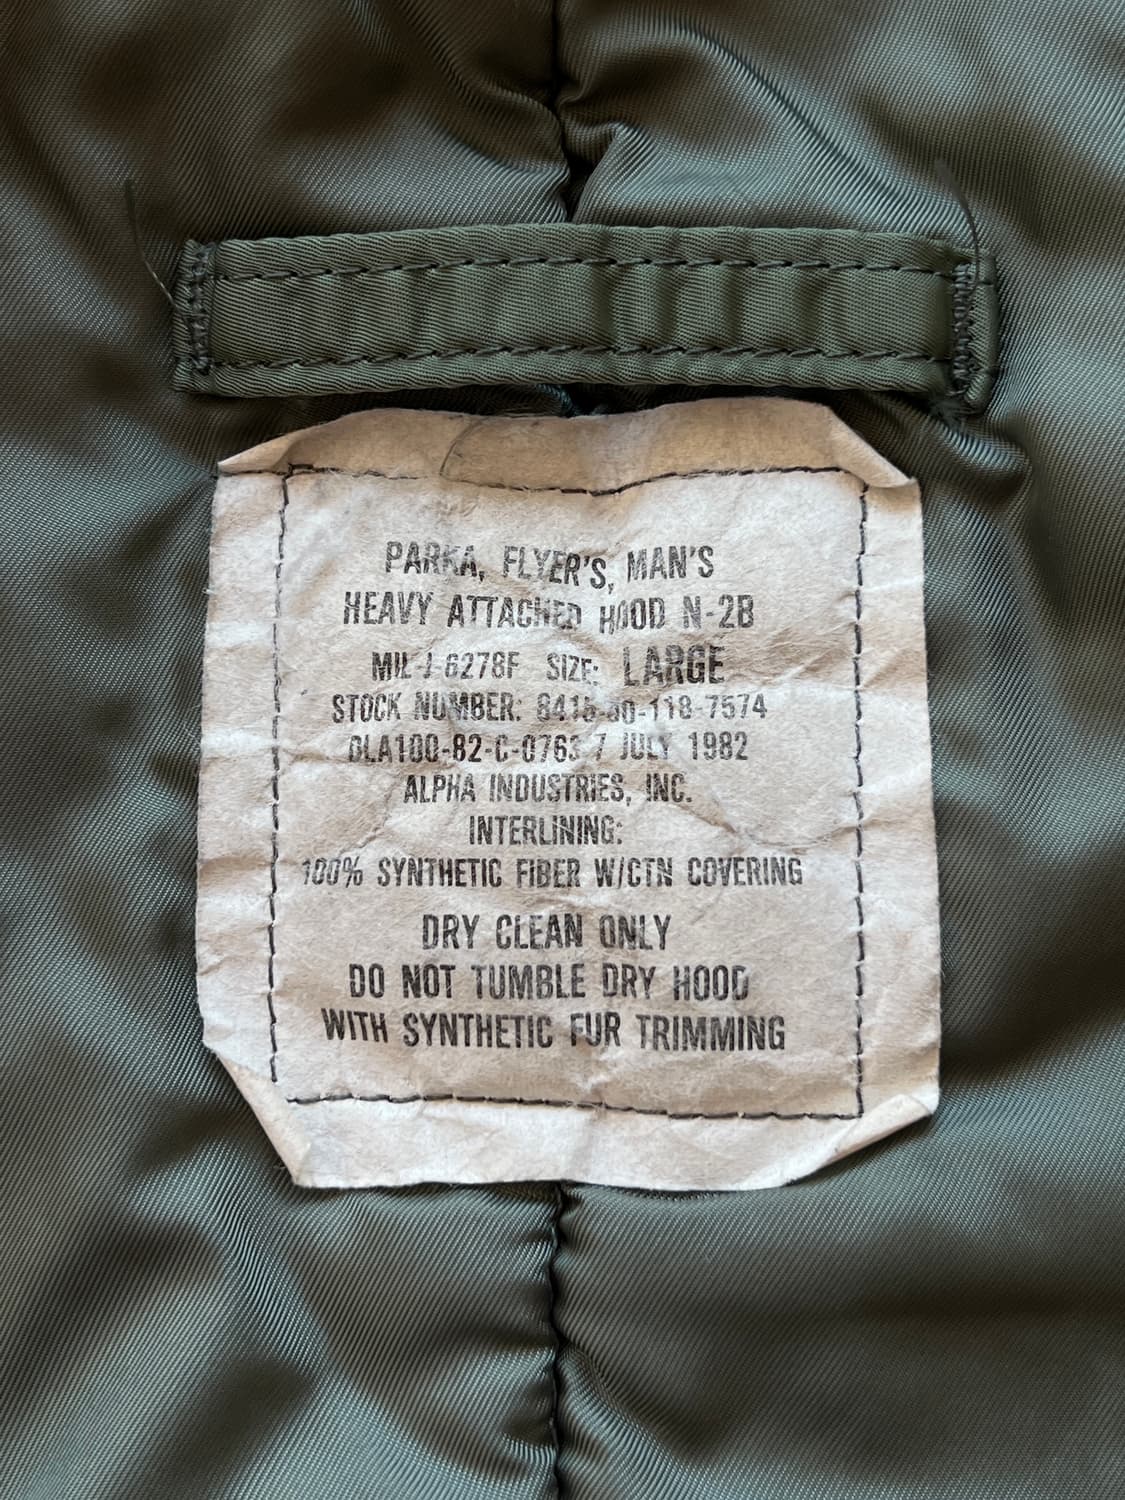 PARKA, FLYER'S, MAN'S
HEAVY ATTACHED HOOD N-2B
MIL-J-6278F SIZE: LARGE
STOCK NUMBER: 8415-00-118-7574
DLA100-82-C-0763 7 JULY 1982
ALPHA INDUSTRIES, INC.
INTERLINING:
100% SYNTHETIC FIBER W/CTN COVERING
DRY CLEAN ONLY
DO NOT TUMBLE DRY HOOD
WITH SYNTHETIC FUR TRIMMING